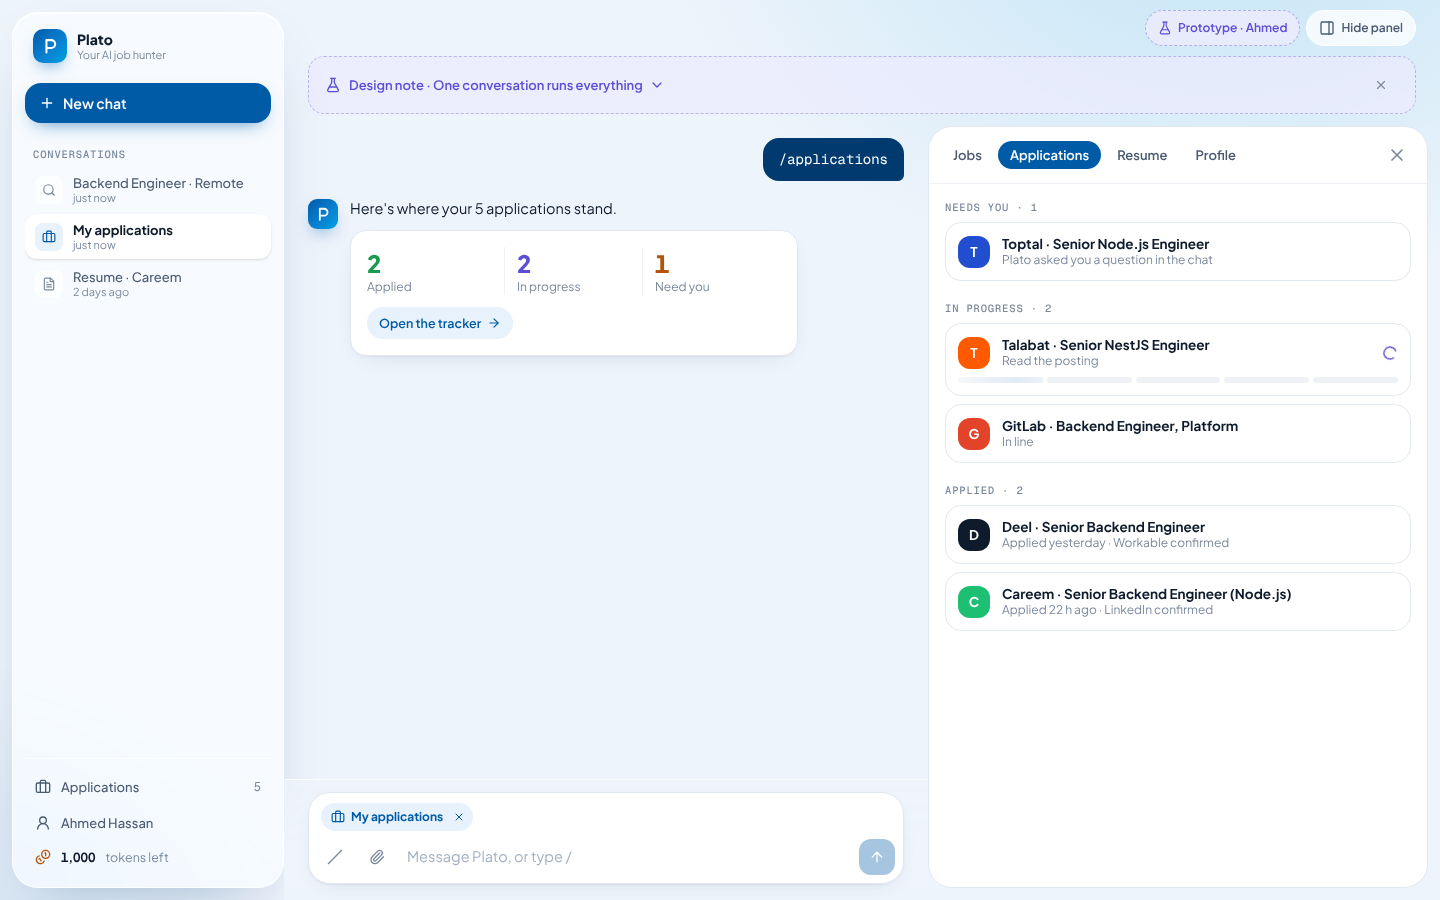 P
Plato
Your AI job hunter
New chat
CONVERSATIONS
Backend Engineer · Remote
just now
My applications
just now
Resume · Careem
2 days ago
Applications
5
Ahmed Hassan
1,000 tokens left
Prototype · Ahmed
Hide panel
Design note · One conversation runs everything
/applications
P
Here's where your 5 applications stand.
2
Applied
2
In progress
1
Need you
Open the tracker
My applications
Message Plato, or type /
Jobs
Applications
Resume
Profile
NEEDS YOU · 1
T
Toptal · Senior Node.js Engineer
Plato asked you a question in the chat
IN PROGRESS · 2
T
Talabat · Senior NestJS Engineer
Read the posting
G
GitLab · Backend Engineer, Platform
In line
APPLIED · 2
D
Deel · Senior Backend Engineer
Applied yesterday · Workable confirmed
C
Careem · Senior Backend Engineer (Node.js)
Applied 22 h ago · LinkedIn confirmed